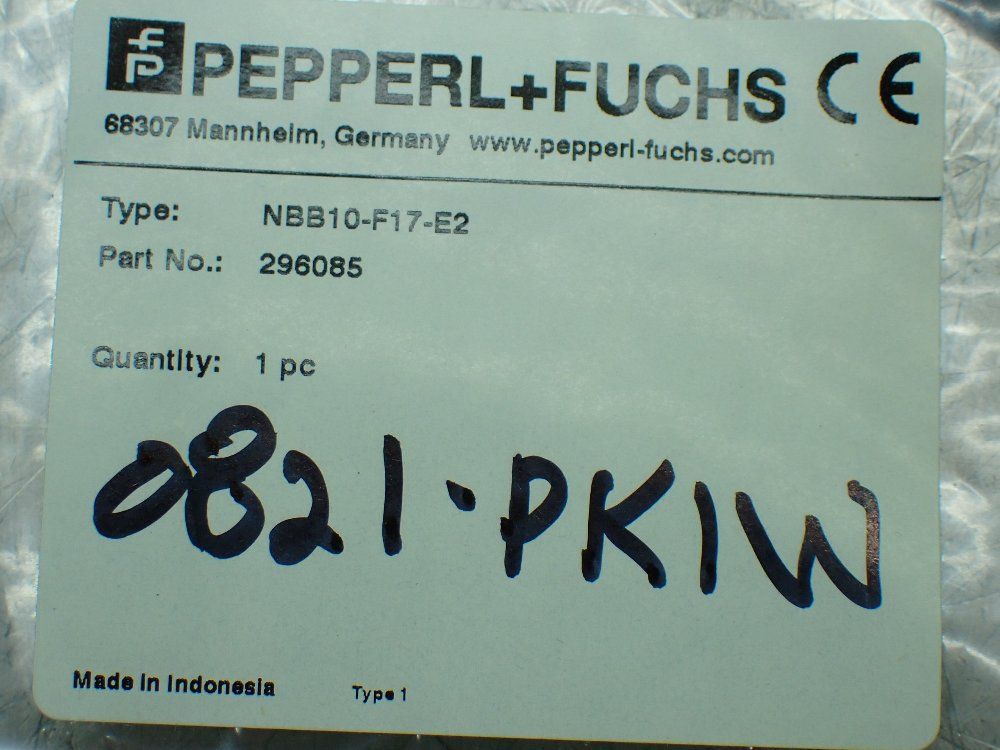 PEPPERL+FUCHS CE
68307 Mannheim, Germany www.pepperl-fuchs.com
Type: NBB10-F17-E2
Part No.: 296085
Quantity: 1 pc
0821-PK1W
Made in Indonesia Type 1